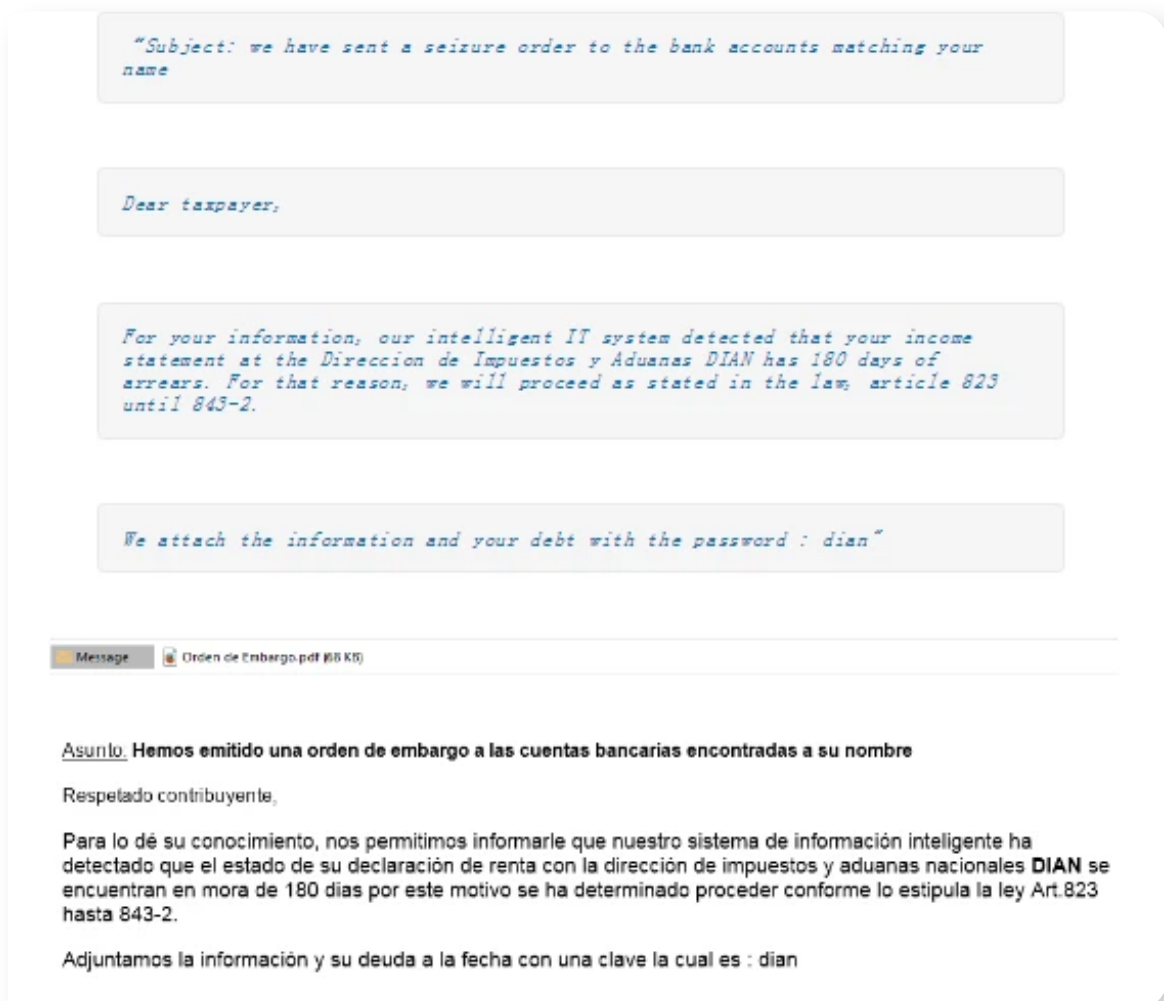 "Subject: we have sent a seizure order to the bank accounts matching your
name
Dear taxpayer,
For your information, our intelligent IT system detected that your income
statement at the Direccion de Impuestos y Aduanas DIAN has 180 days of
arrears. For that reason, we will proceed as stated in the law, article 823
until 843-2.
We attach the information and your debt with the password : dian"
Message Orden de Embargo.pdf (68 KB)
Asunto. Hemos emitido una orden de embargo a las cuentas bancarias encontradas a su nombre
Respetado contribuyente,
Para lo dé su conocimiento, nos permitimos informarle que nuestro sistema de información inteligente ha
detectado que el estado de su declaración de renta con la dirección de impuestos y aduanas nacionales DIAN se
encuentran en mora de 180 dias por este motivo se ha determinado proceder conforme lo estipula la ley Art.823
hasta 843-2.
Adjuntamos la información y su deuda a la fecha con una clave la cual es : dian